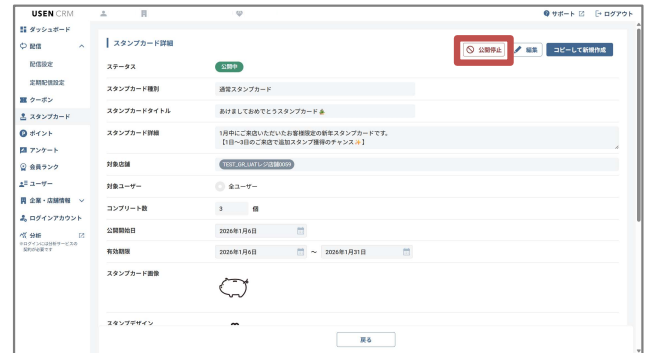 USEN CRM
サポート
ログアウト
ダッシュボード
配信
配信設定
定期配信設定
クーポン
スタンプカード
ポイント
アンケート
会員ランク
ユーザー
企業・店舗情報
ログインアカウント
分析
※ログインには分析サービスの
契約が必要です
スタンプカード詳細
公開停止
編集
コピーして新規作成
ステータス
公開中
スタンプカード種別
通常スタンプカード
スタンプカードタイトル
あけましておめでとうスタンプカード🎍
スタンプカード詳細
1月中にご来店いただいたお客様限定の新年スタンプカードです。
【1日〜3日のご来店で追加スタンプ獲得のチャンス☀】
対象店舗
TEST_GR_UATレジ店舗0059
対象ユーザー
全ユーザー
コンプリート数
3 個
公開開始日
2026年1月6日
有効期限
2026年1月6日 〜 2026年1月31日
スタンプカード画像
スタンプデザイン
戻る